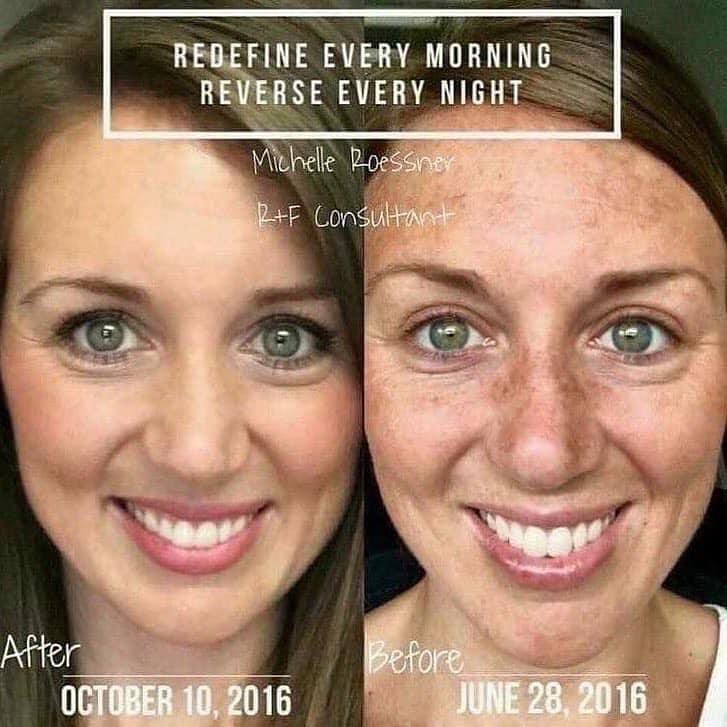 REDEFINE EVERY MORNING
REVERSE EVERY NIGHT
Michelle Roessner
R+F Consultant
After
OCTOBER 10, 2016
Before
JUNE 28, 2016